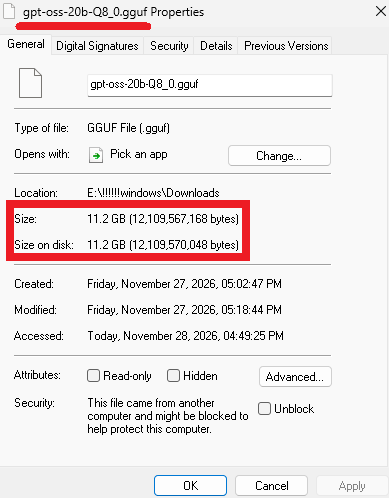 gpt-oss-20b-Q8_0.gguf Properties
General Digital Signatures Security Details Previous Versions
gpt-oss-20b-Q8_0.gguf
Type of file: GGUF File (.gguf)
Opens with: Pick an app Change...
Location: E:\!!!!!!windows\Downloads
Size: 11.2 GB (12,109,567,168 bytes)
Size on disk: 11.2 GB (12,109,570,048 bytes)
Created: Friday, November 27, 2026, 05:02:47 PM
Modified: Friday, November 27, 2026, 05:18:44 PM
Accessed: Today, November 28, 2026, 04:49:25 PM
Attributes: Read-only Hidden Advanced...
Security: This file came from another
computer and might be blocked to
help protect this computer.
Unblock
OK Cancel Apply